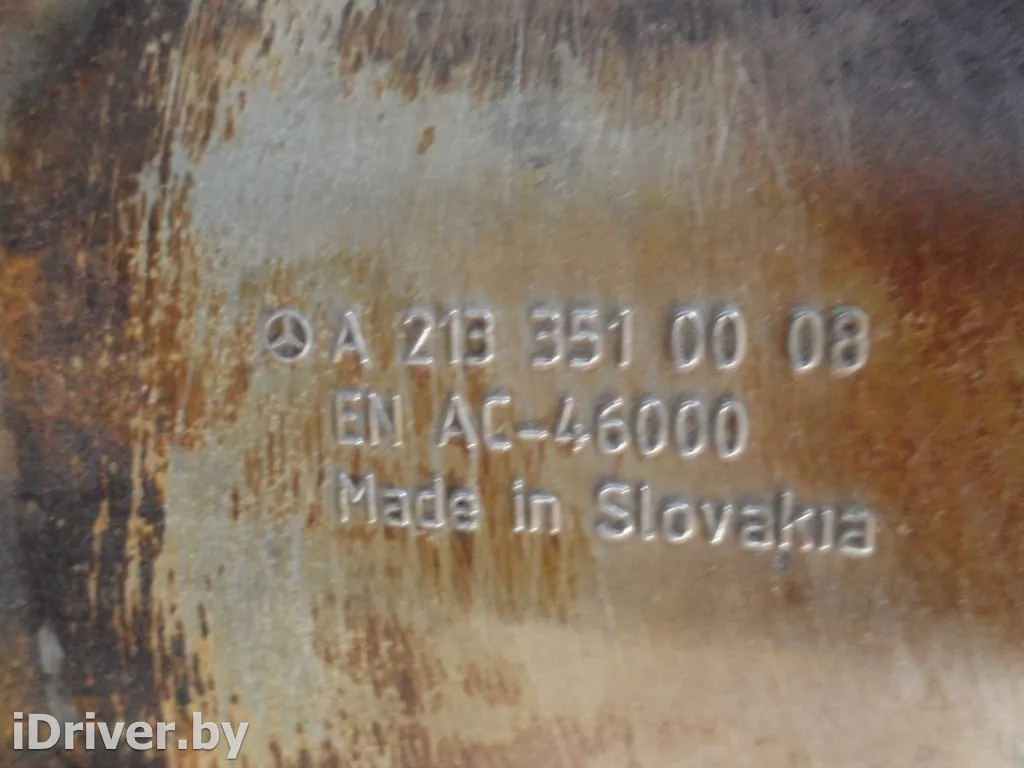 A 213 351 00 08
EN AC-46000
Made in Slovakia
iDriver.by